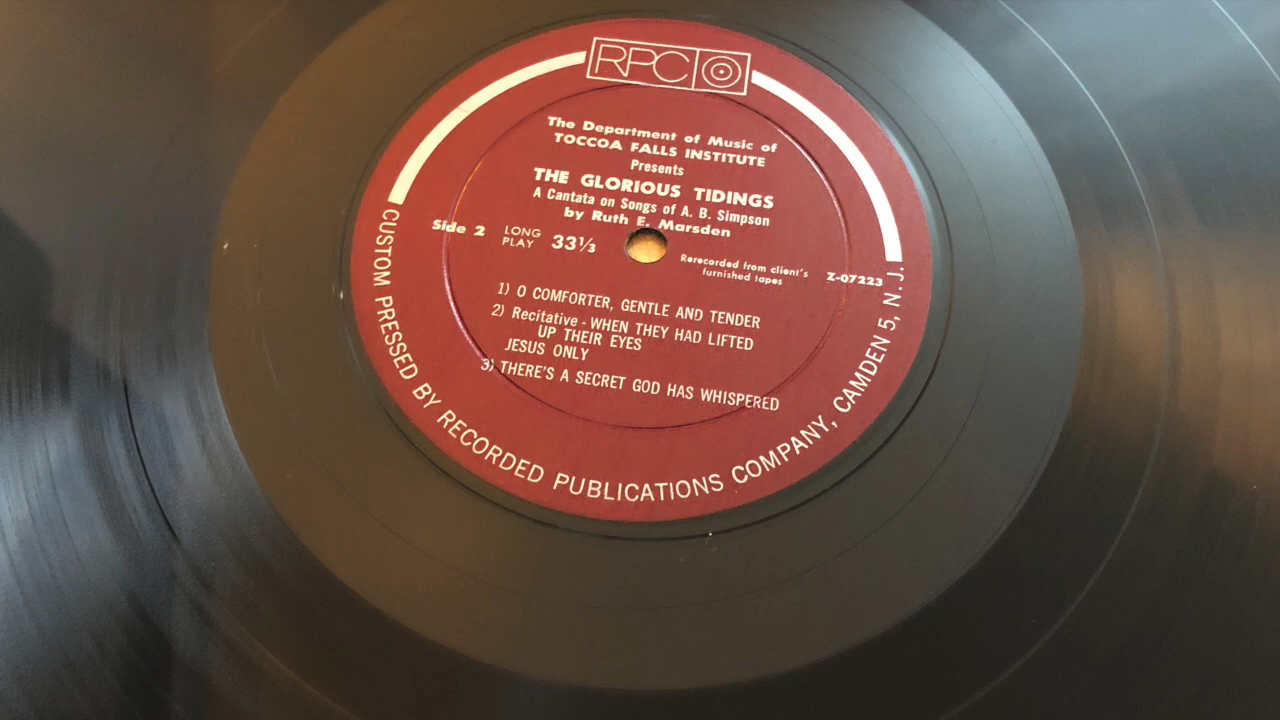 RPC
The Department of Music of
TOCCOA FALLS INSTITUTE
Presents
THE GLORIOUS TIDINGS
A Cantata on Songs of A. B. Simpson
by Ruth E. Marsden
Side 2 LONG PLAY 33⅓
Rerecorded from client's
furnished tapes
Z-07223
1) O COMFORTER, GENTLE AND TENDER
2) Recitative - WHEN THEY HAD LIFTED
UP THEIR EYES
JESUS ONLY
3) THERE'S A SECRET GOD HAS WHISPERED
CUSTOM PRESSED BY RECORDED PUBLICATIONS COMPANY, CAMDEN 5, N. J.